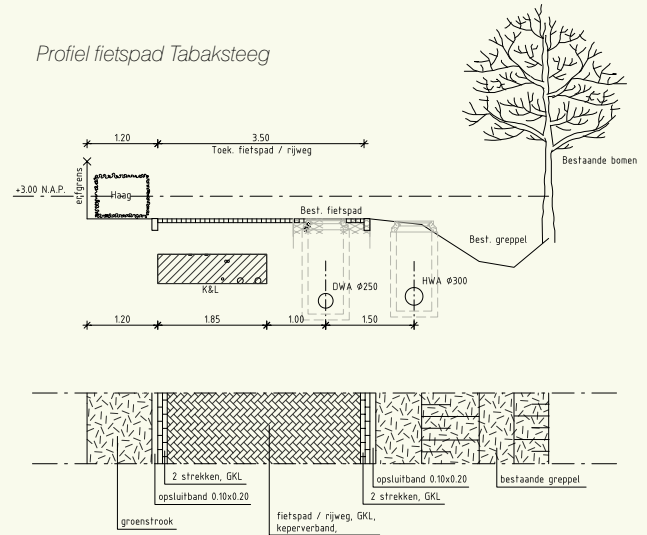 Profiel fietspad Tabaksteeg
1.20
3.50
Toek. fietspad / rijweg
Bestaande bomen
erfgrens
Haag
+3.00 N.A.P.
Best. fietspad
Best. greppel
K&L
DWA Ø250
HWA Ø300
1.20
1.85
1.00
1.50
2 strekken, GKL
opsluitband 0.10x0.20
groenstrook
fietspad / rijweg, GKL,
keperverband,
opsluitband 0.10x0.20
2 strekken, GKL
bestaande greppel